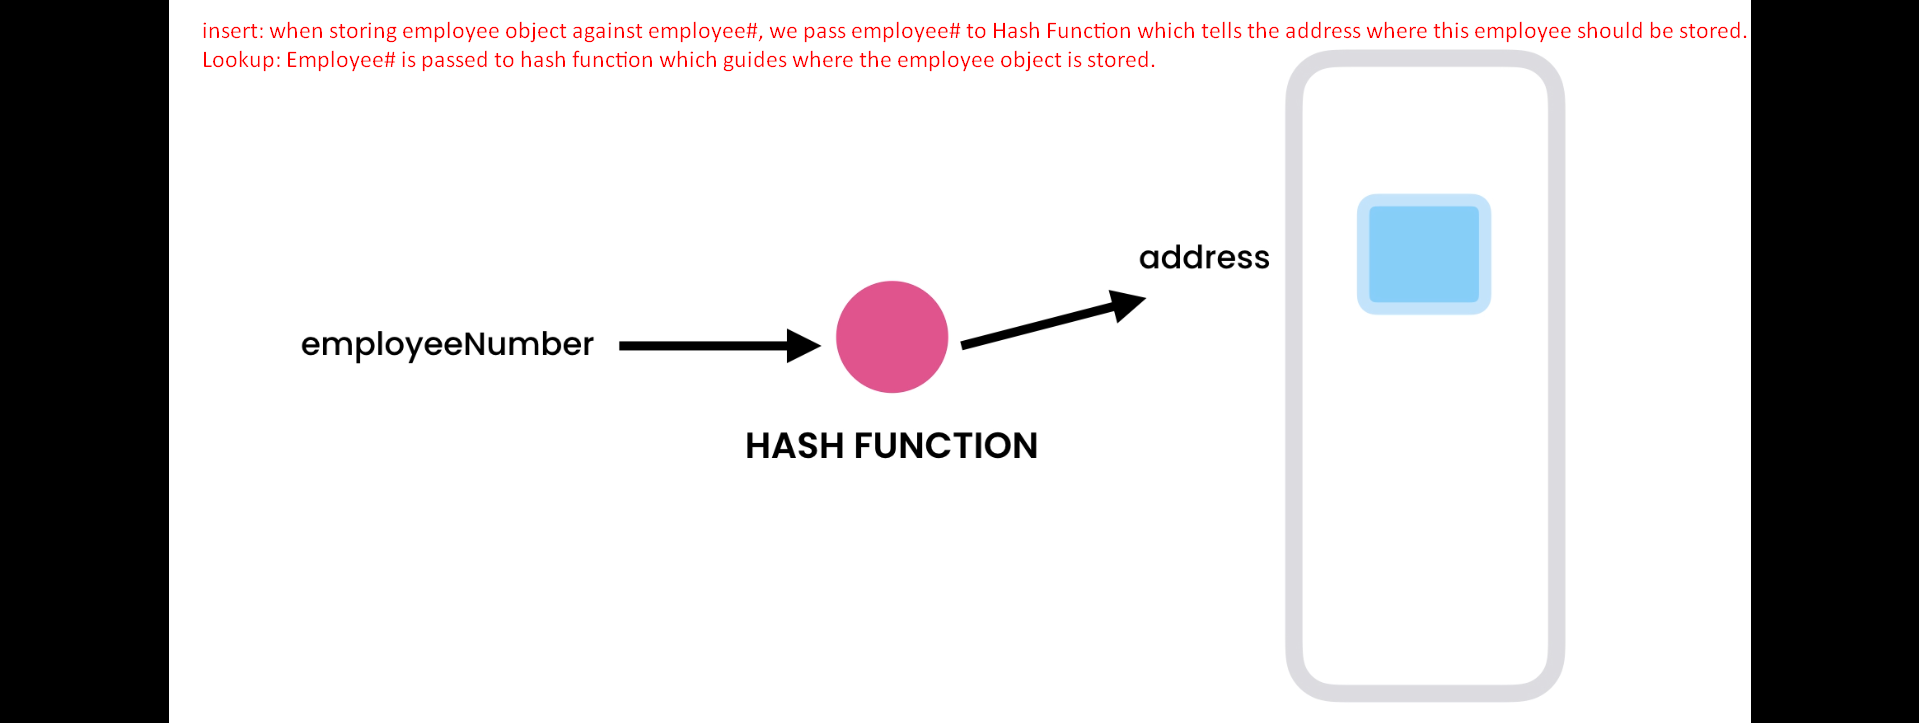 insert: when storing employee object against employee#, we pass employee# to Hash Function which tells the address where this employee should be stored.
Lookup: Employee# is passed to hash function which guides where the employee object is stored.
address
employeeNumber
HASH FUNCTION